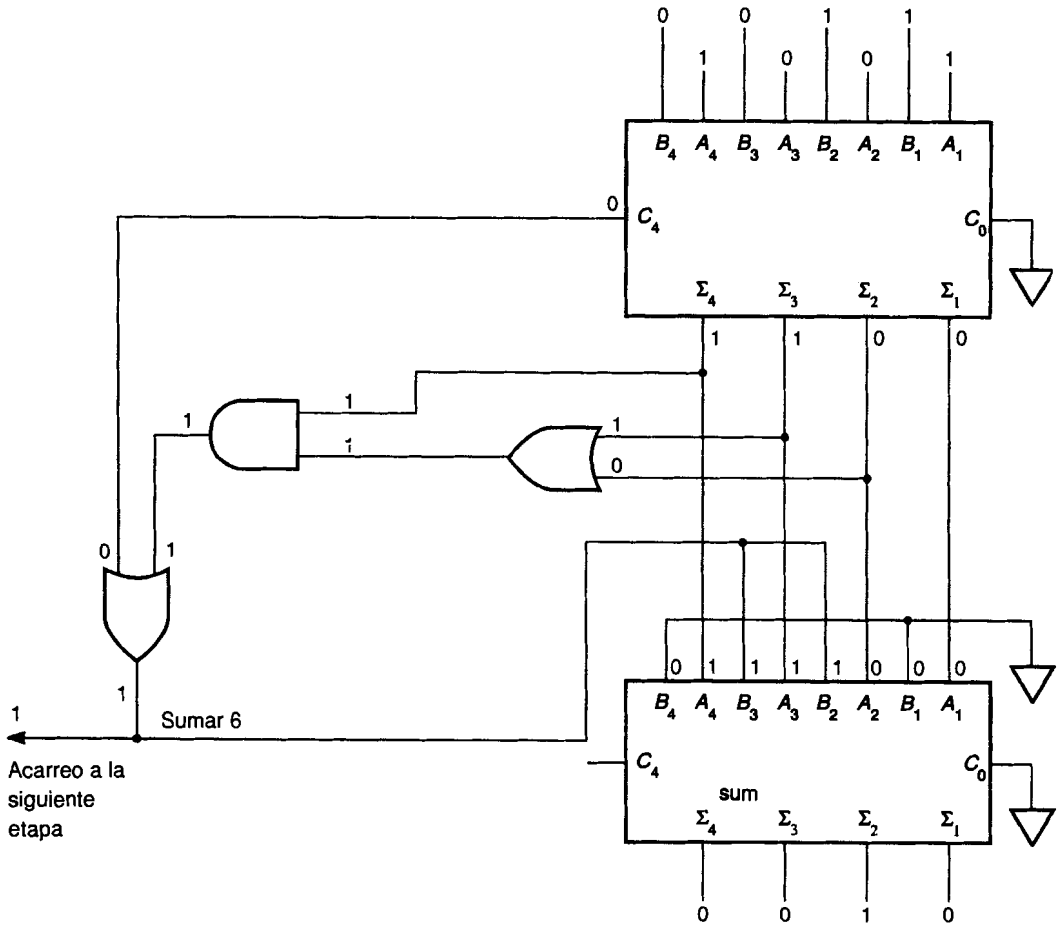 0 0 1 1
1 0 0 1
B4 A4 B3 A3 B2 A2 B1 A1
0 C4 C0
Σ4 Σ3 Σ2 Σ1
1 1 0 0
1
1 1
1 0
0 1
0 1 1 1 1 0 0 0
B4 A4 B3 A3 B2 A2 B1 A1
1
1 Sumar 6
C4 C0
Acarreo a la
siguiente
etapa
sum
Σ4 Σ3 Σ2 Σ1
0 0 1 0